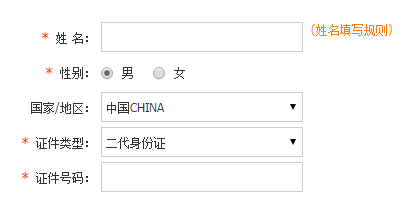 * 姓 名: (姓名填写规则)
* 性别: 男 女
国家/地区: 中国CHINA
* 证件类型: 二代身份证
* 证件号码: